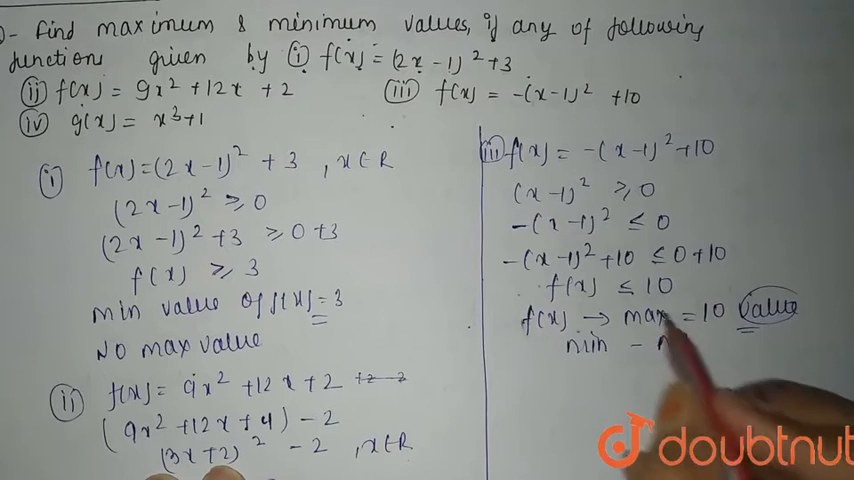 - Find maximum & minimum values, if any of following
functions given by (i) f(x) = (2x - 1)² + 3
(ii) f(x) = 9x² + 12x + 2 (iii) f(x) = -(x-1)² + 10
(iv) g(x) = x³ + 1
(i) f(x) = (2x - 1)² + 3 , x ∈ R
(2x - 1)² ≥ 0
(2x - 1)² + 3 ≥ 0 + 3
f(x) ≥ 3
Min value of f(x) = 3
No max value
(ii) f(x) = 9x² + 12x + 2 +2-2
(9x² + 12x + 4) - 2
(3x + 2)² - 2 , x ∈ R
(iii) f(x) = -(x-1)² + 10
(x-1)² ≥ 0
-(x-1)² ≤ 0
-(x-1)² + 10 ≤ 0 + 10
f(x) ≤ 10
f(x) → max = 10 value
min -
doubtnut